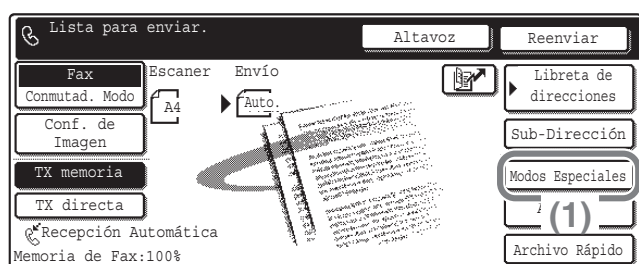 Lista para enviar.
Altavoz
Reenviar
Fax
Conmutad. Modo
Escaner
Envío
A4
Auto.
Libreta de
direcciones
Conf. de
Imagen
Sub-Dirección
TX memoria
Modos Especiales
TX directa
(1)
Recepción Automática
Memoria de Fax:100%
Archivo Rápido